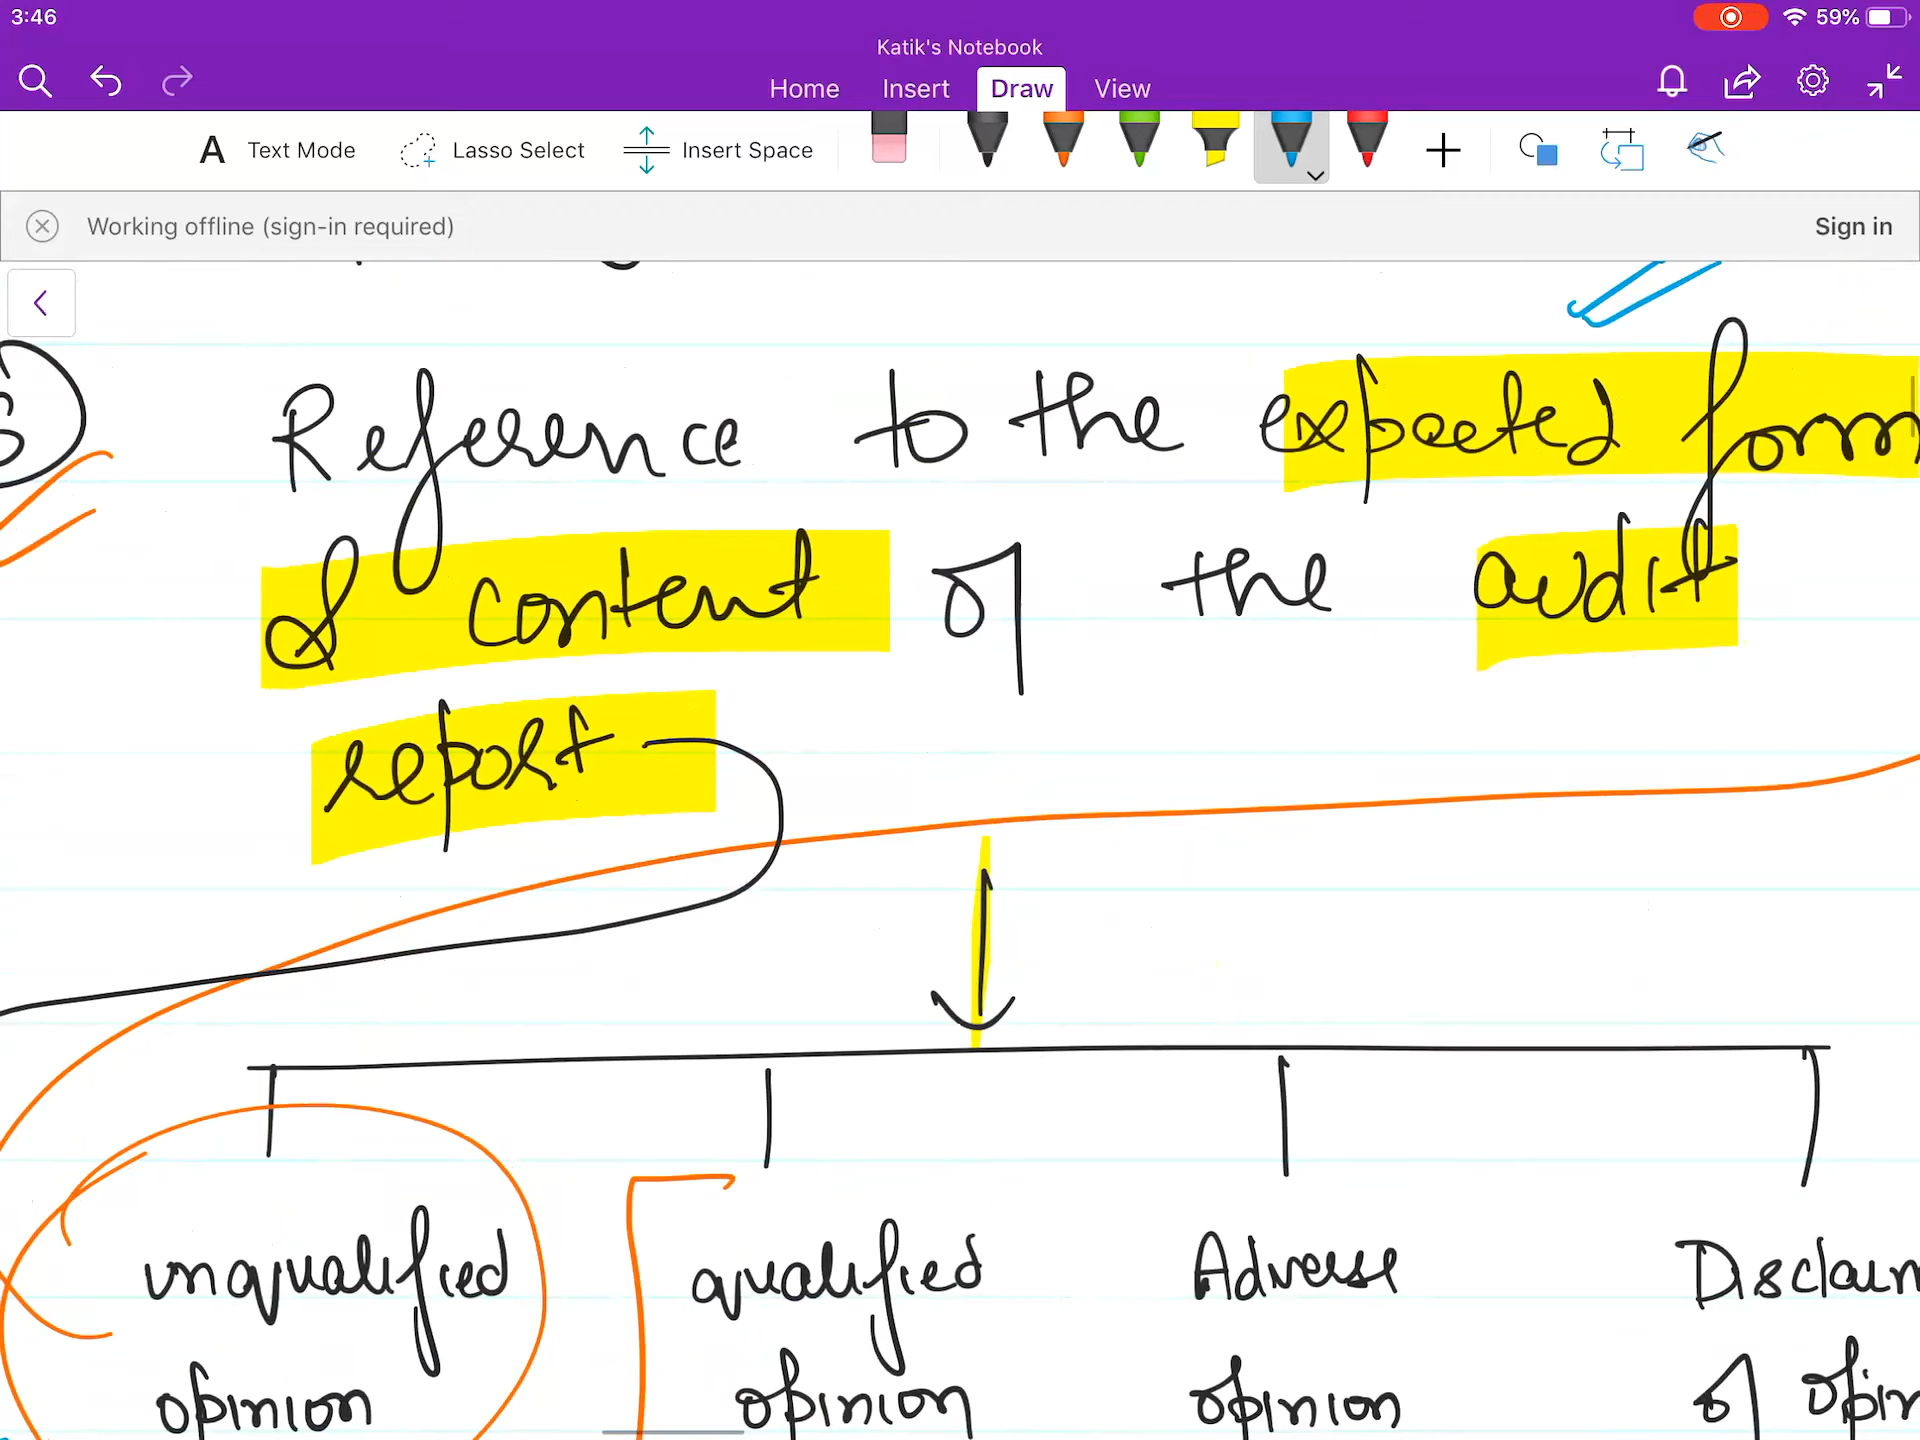 3:46
59%
Katik's Notebook
Home Insert Draw View
A Text Mode Lasso Select Insert Space
Working offline (sign-in required) Sign in
Reference to the expected form
& content of the audit
report
unqualified qualified Adverse Disclaim
opinion opinion opinion of opin